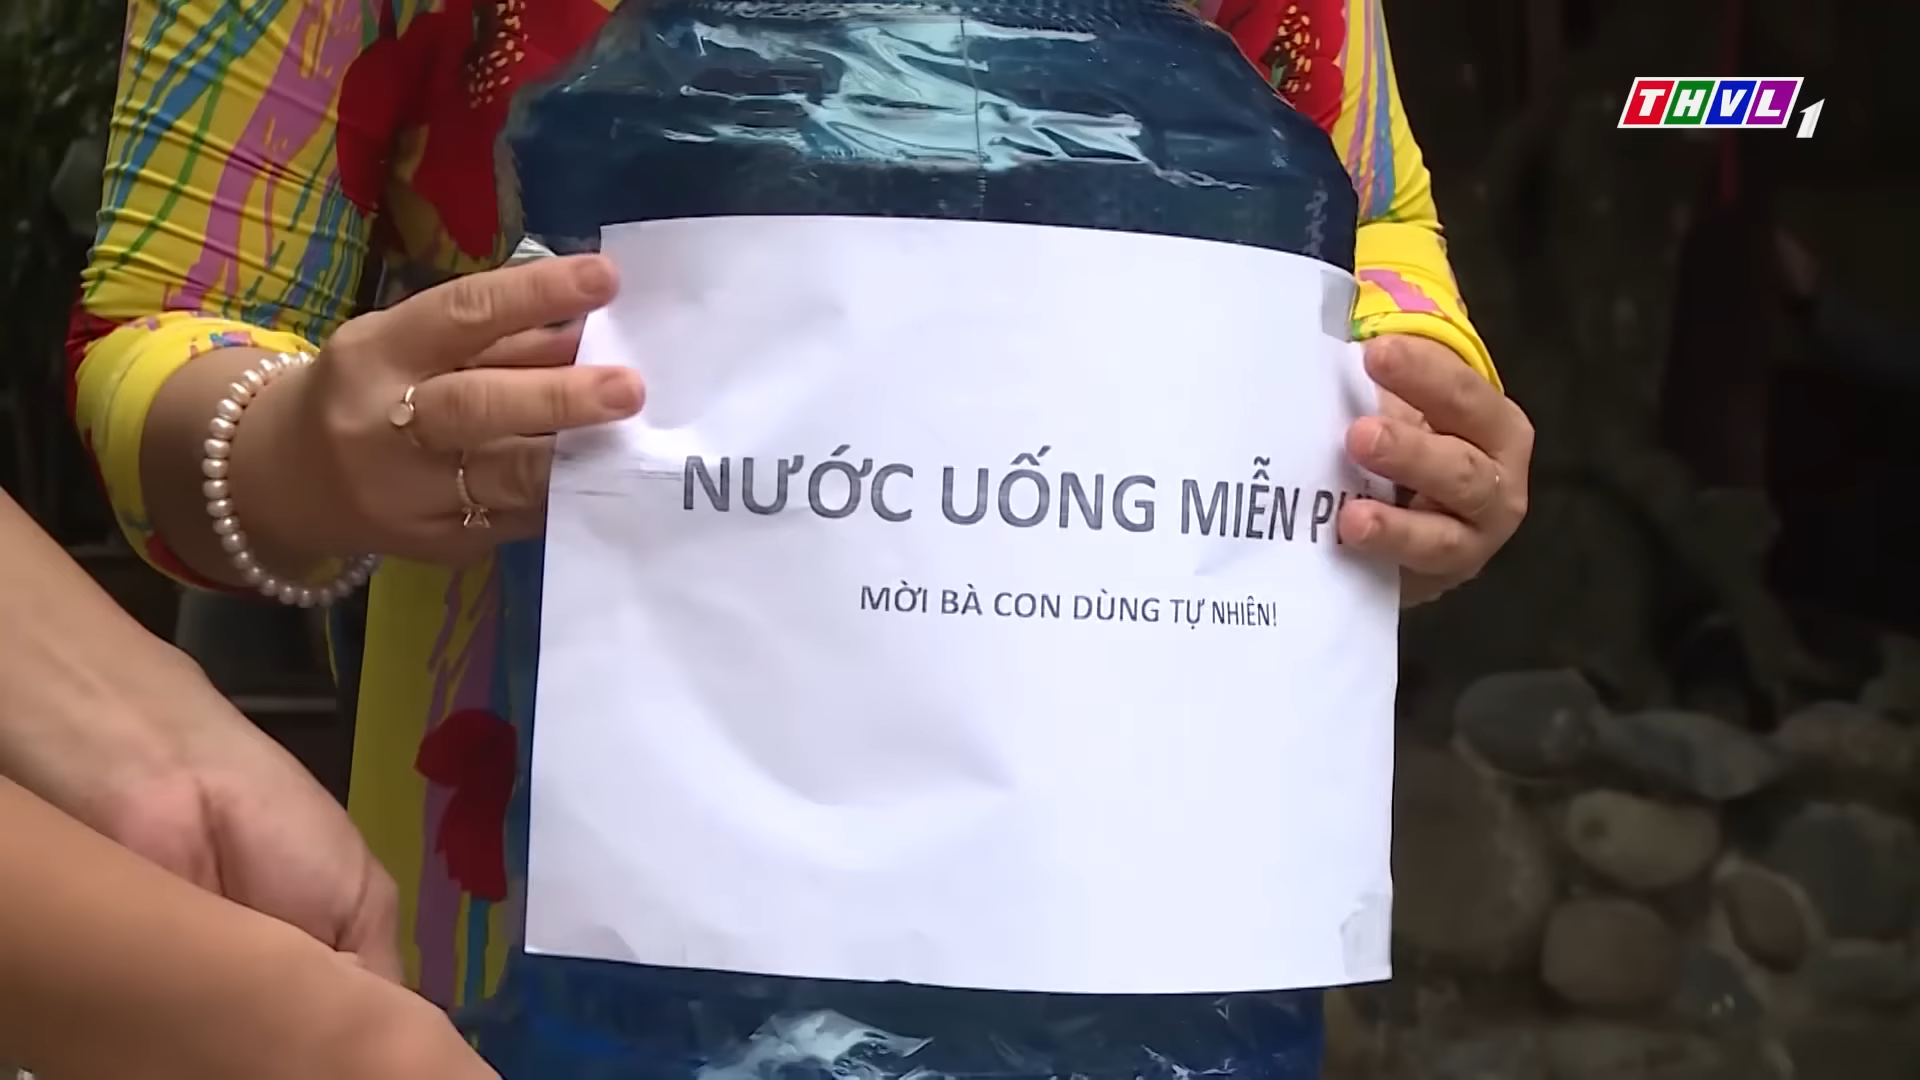 THVL1
NƯỚC UỐNG MIỄN
MỜI BÀ CON DÙNG TỰ NHIÊN!